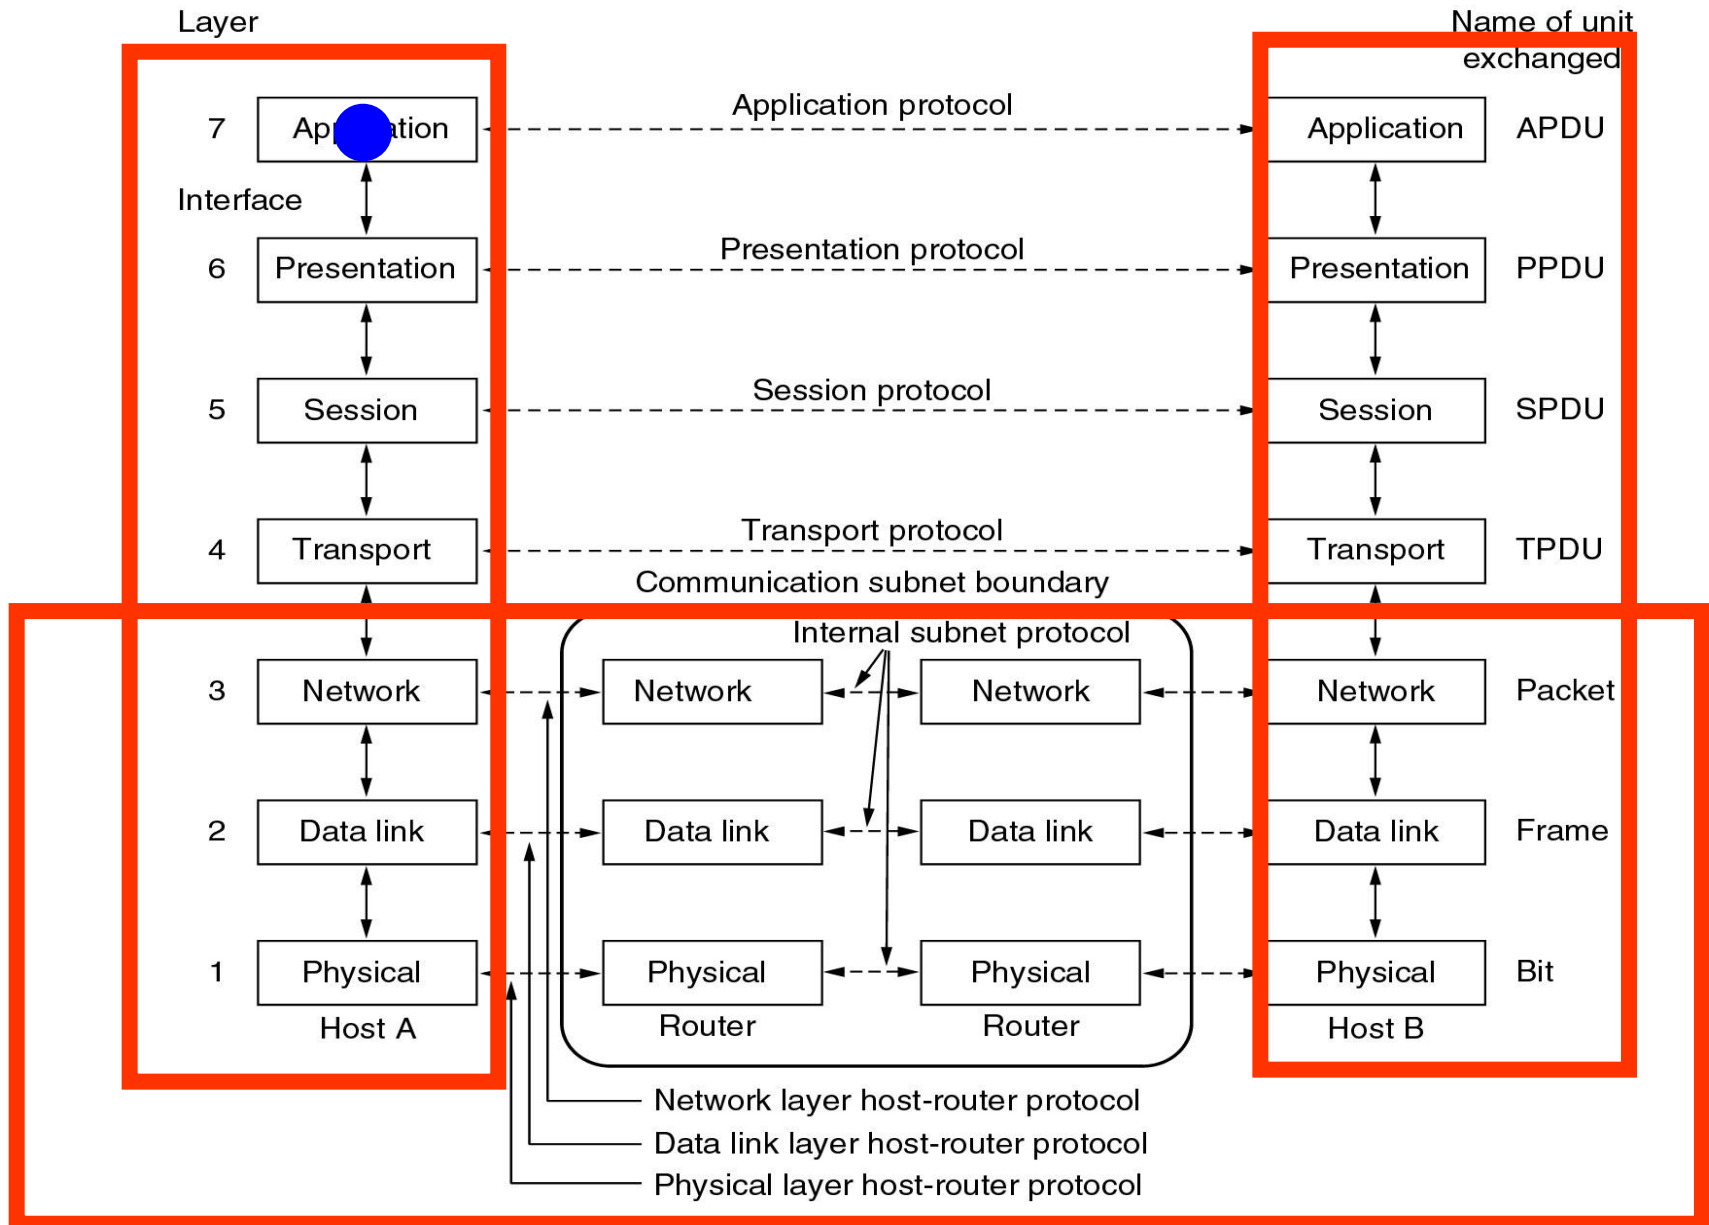 Layer
Name of unit
exchanged
Application protocol
7
Application
APDU
Interface
Presentation protocol
6
Presentation
Presentation
PPDU
Session protocol
5
Session
Session
SPDU
Transport protocol
4
Transport
Transport
TPDU
Communication subnet boundary
Internal subnet protocol
3
Network
Network
Network
Network
Packet
2
Data link
Data link
Data link
Data link
Frame
1
Physical
Physical
Physical
Physical
Bit
Host A
Router
Router
Host B
Network layer host-router protocol
Data link layer host-router protocol
Physical layer host-router protocol